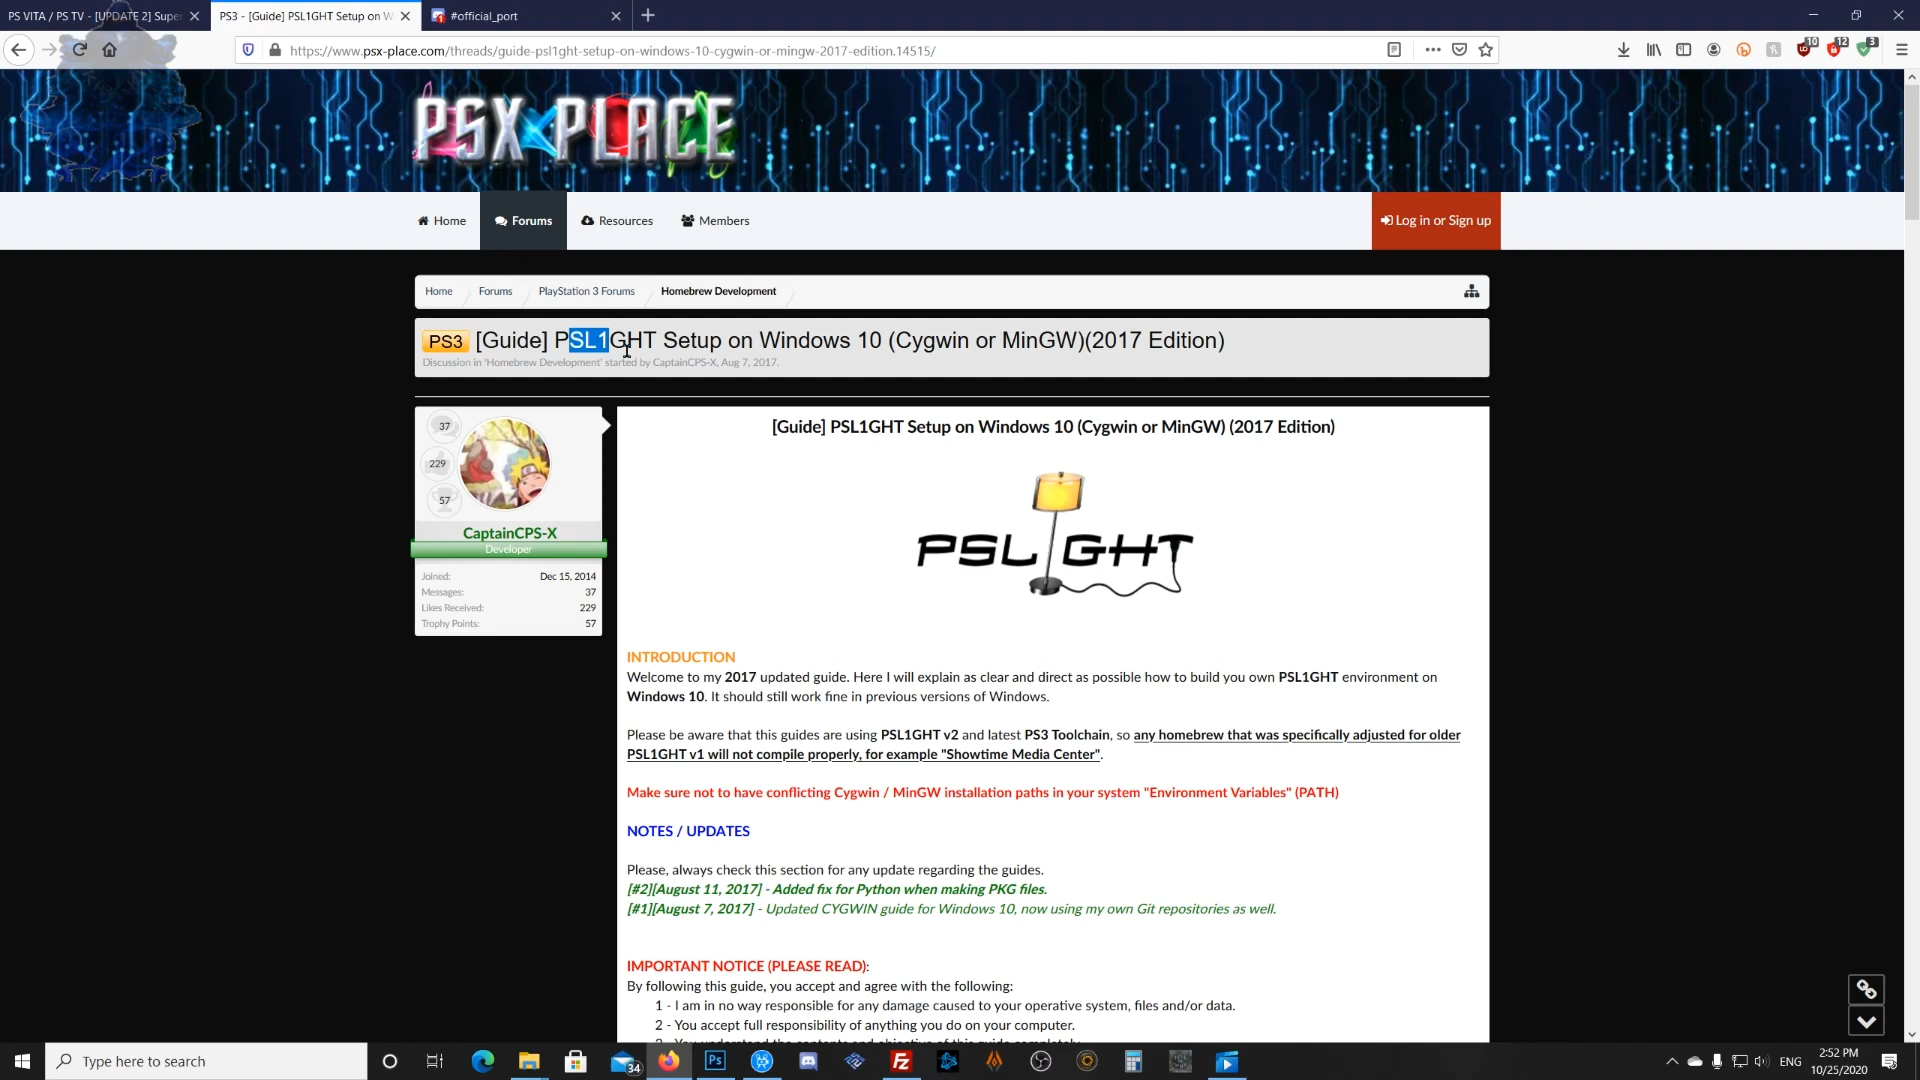 PS VITA / PS TV - [UPDATE 2] Super
PS3 - [Guide] PSL1GHT Setup on W
#official_port
https://www.psx-place.com/threads/guide-psl1ght-setup-on-windows-10-cygwin-or-mingw-2017-edition.14515/
10
12
3
PSX PLACE
Home
Forums
Resources
Members
Log in or Sign up
Home
Forums
PlayStation 3 Forums
Homebrew Development
PS3 [Guide] PSL1GHT Setup on Windows 10 (Cygwin or MinGW)(2017 Edition)
Discussion in 'Homebrew Development' started by CaptainCPS-X, Aug 7, 2017.
37
229
57
CaptainCPS-X
Developer
Joined: Dec 15, 2014
Messages: 37
Likes Received: 229
Trophy Points: 57
[Guide] PSL1GHT Setup on Windows 10 (Cygwin or MinGW) (2017 Edition)
PSL GHT
INTRODUCTION
Welcome to my 2017 updated guide. Here I will explain as clear and direct as possible how to build you own PSL1GHT environment on
Windows 10. It should still work fine in previous versions of Windows.
Please be aware that this guides are using PSL1GHT v2 and latest PS3 Toolchain, so any homebrew that was specifically adjusted for older
PSL1GHT v1 will not compile properly, for example "Showtime Media Center".
Make sure not to have conflicting Cygwin / MinGW installation paths in your system "Environment Variables" (PATH)
NOTES / UPDATES
Please, always check this section for any update regarding the guides.
[#2][August 11, 2017] - Added fix for Python when making PKG files.
[#1][August 7, 2017] - Updated CYGWIN guide for Windows 10, now using my own Git repositories as well.
IMPORTANT NOTICE (PLEASE READ):
By following this guide, you accept and agree with the following:
1 - I am in no way responsible for any damage caused to your operative system, files and/or data.
2 - You accept full responsibility of anything you do on your computer.
Type here to search
34
Ps
Fz
ENG
2:52 PM
10/25/2020